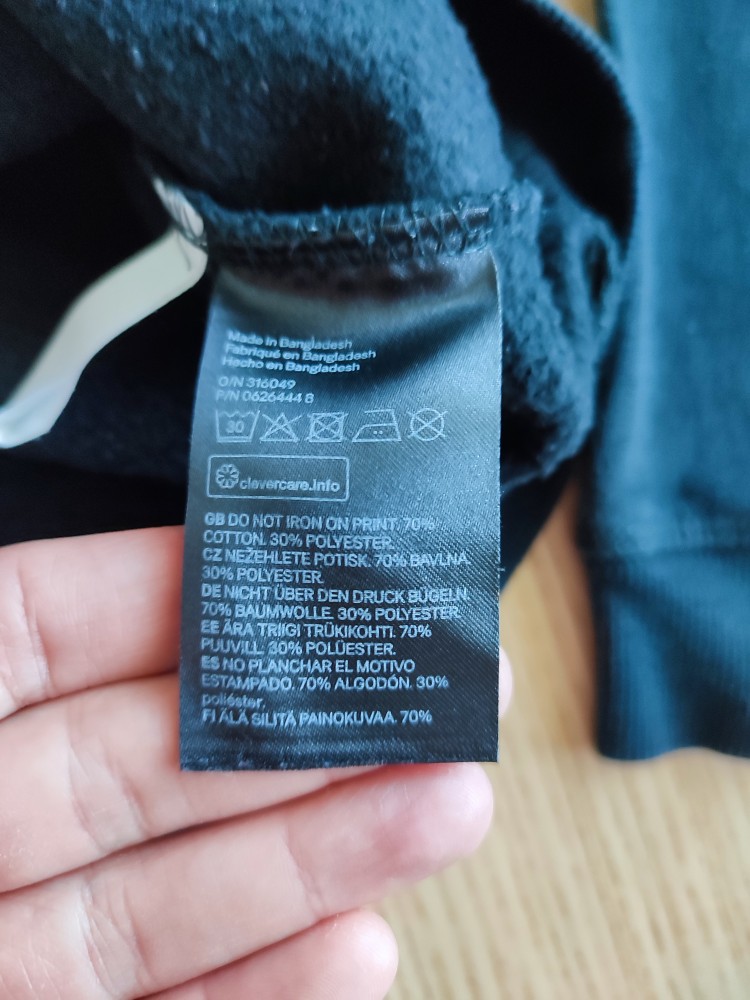 Made in Bangladesh
Fabriqué en Bangladesh
Hecho en Bangladesh
O/N 316049
P/N 0626444 8
30
clevercare.info
GB DO NOT IRON ON PRINT. 70%
COTTON. 30% POLYESTER.
CZ NEŽEHLETE POTISK. 70% BAVLNA.
30% POLYESTER.
DE NICHT ÜBER DEN DRUCK BÜGELN.
70% BAUMWOLLE. 30% POLYESTER.
EE ÄRA TRIIGI TRÜKIKOHTI. 70%
PUUVILL. 30% POLÜESTER.
ES NO PLANCHAR EL MOTIVO
ESTAMPADO. 70% ALGODÓN. 30%
poliéster.
FI ÄLÄ SILITÄ PAINOKUVAA. 70%